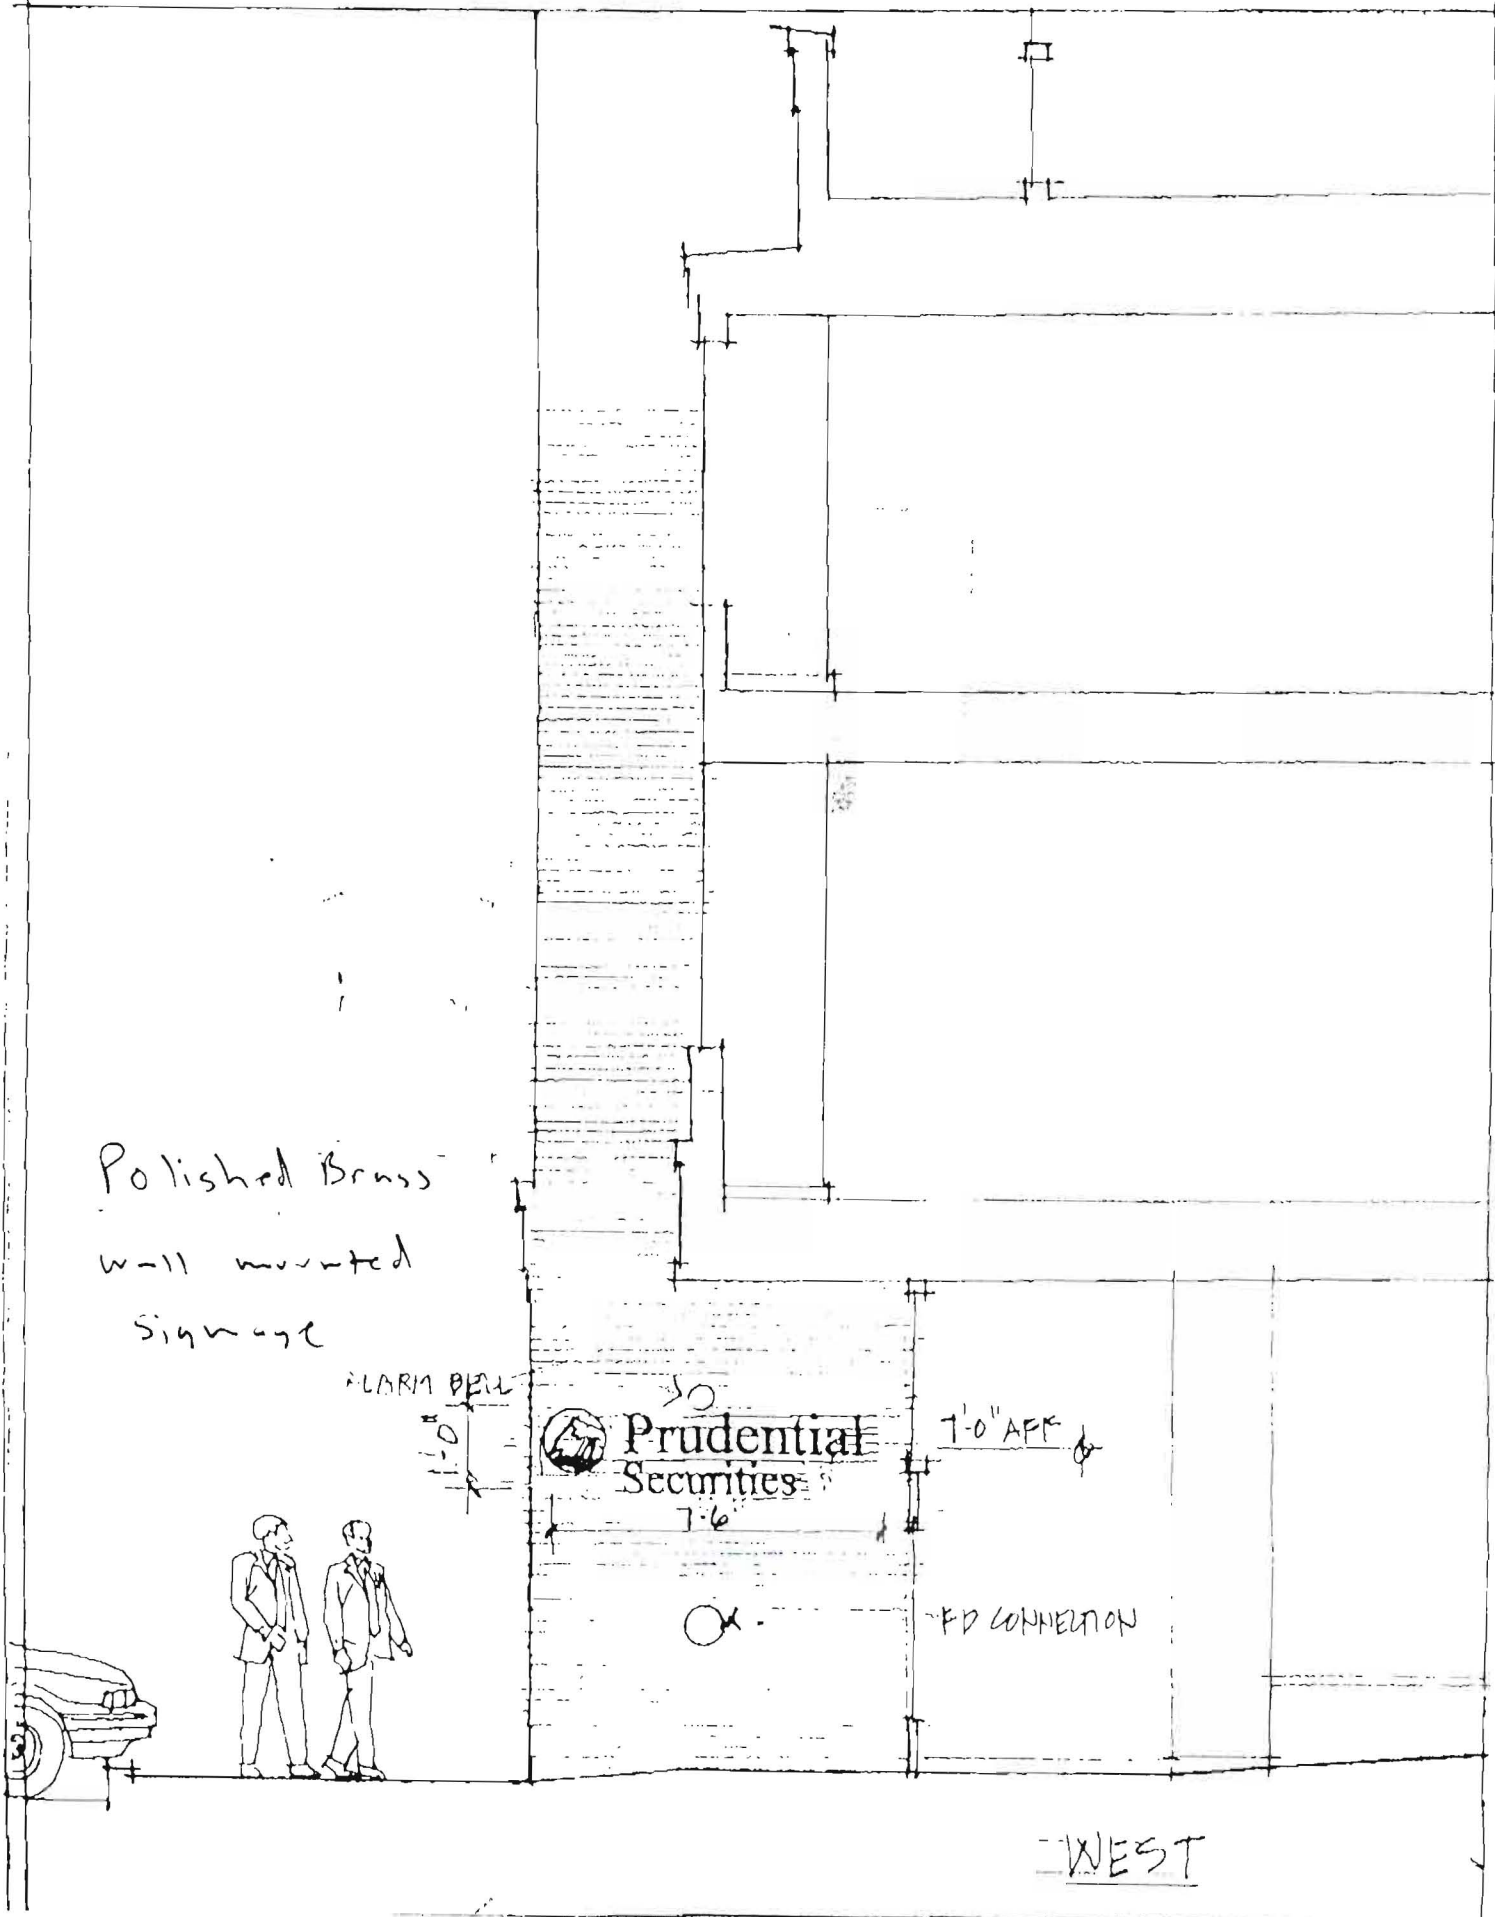 Polished Brass
wall mounted
Signage
ALARM BELL
1'-0"
Prudential
Securities
7'-0" AFF
7'-6"
FD CONNECTION
WEST